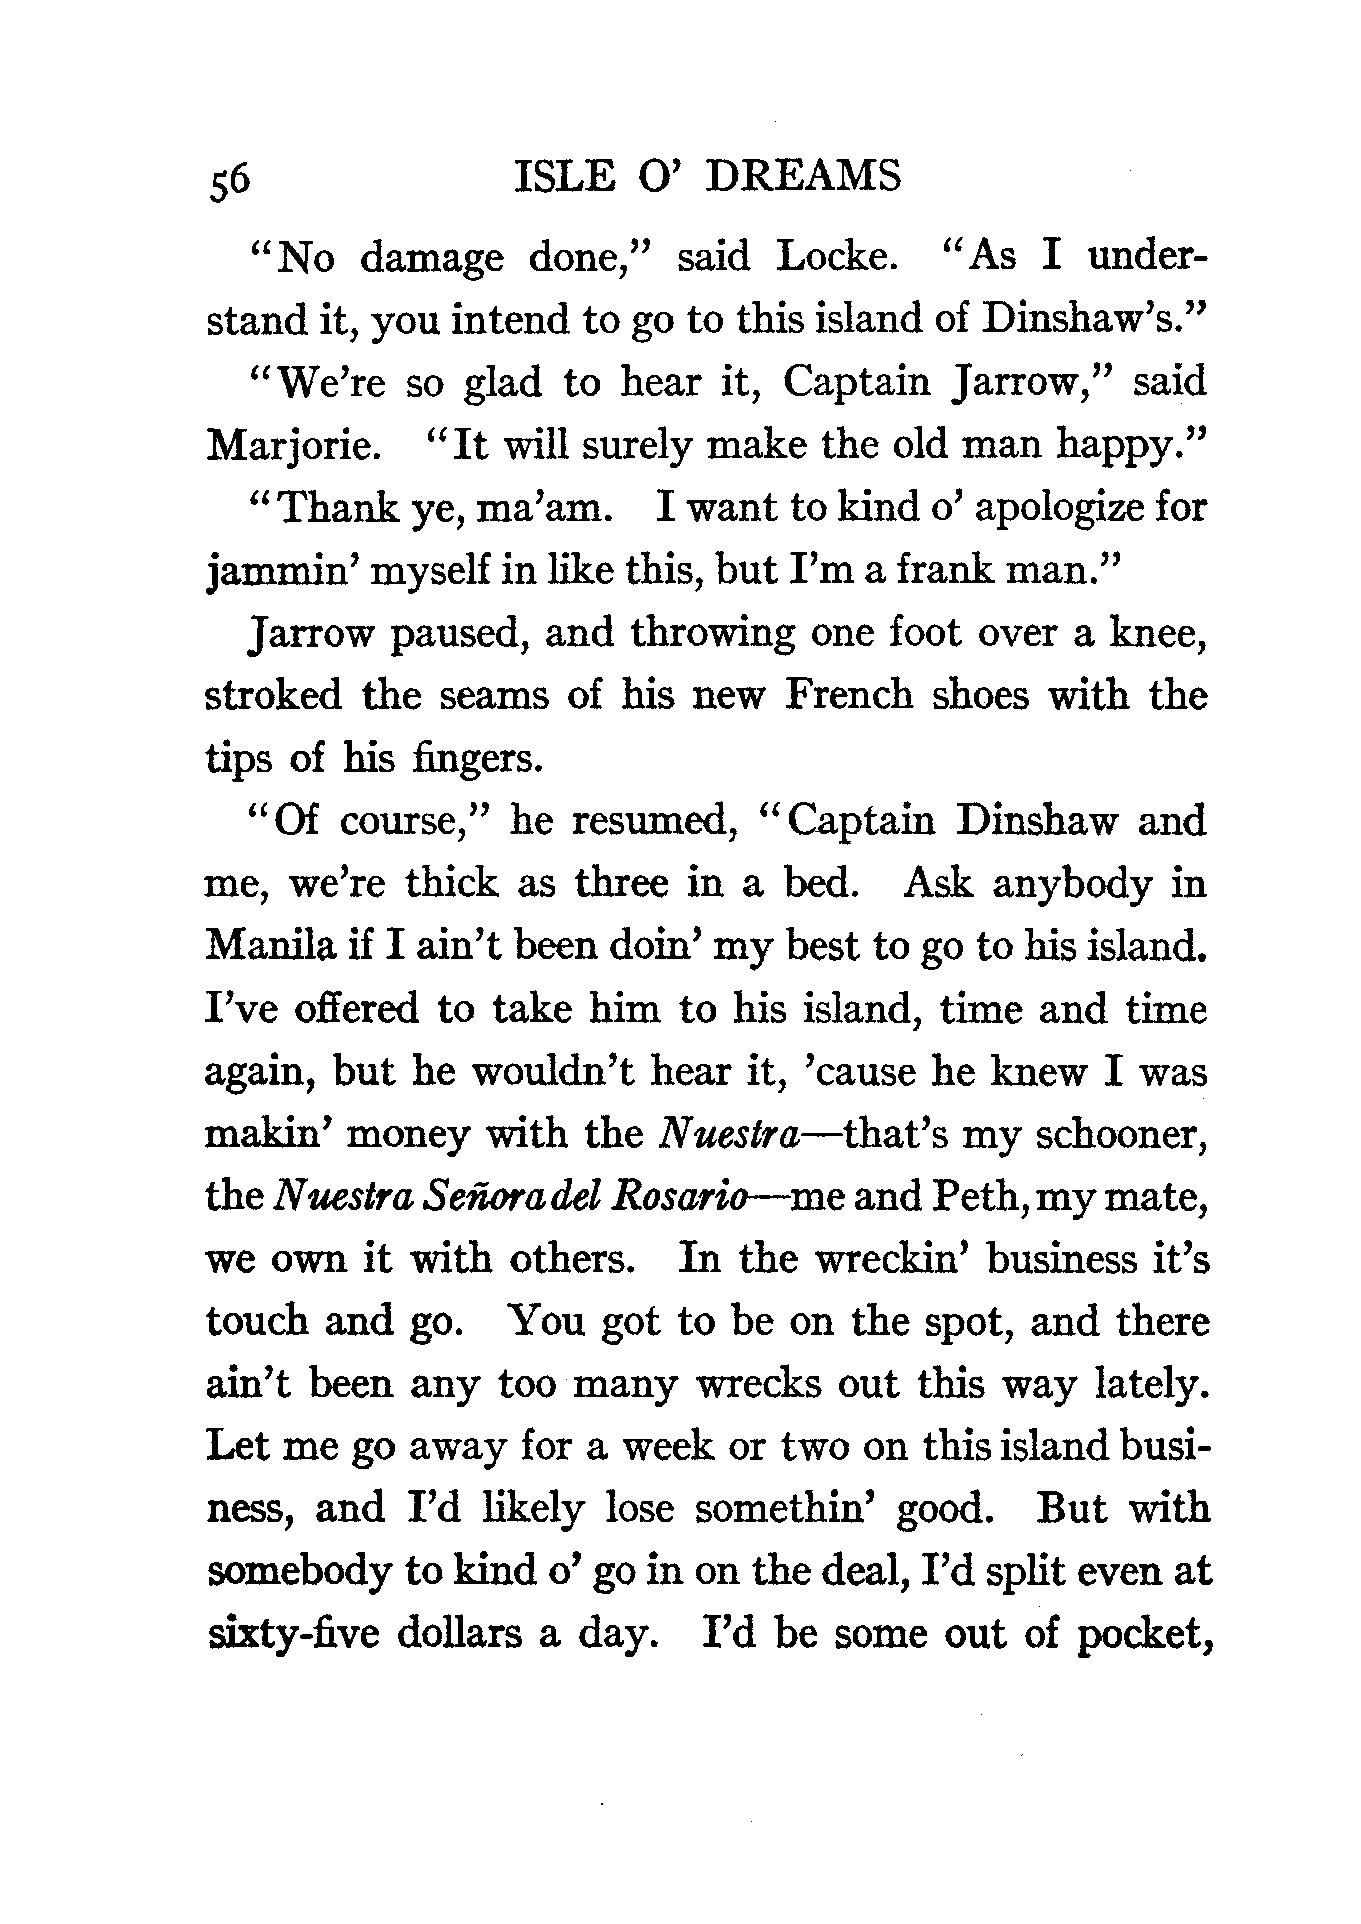 56 ISLE O' DREAMS
"No damage done," said Locke. "As I under-
stand it, you intend to go to this island of Dinshaw's."
"We're so glad to hear it, Captain Jarrow," said
Marjorie. "It will surely make the old man happy."
"Thank ye, ma'am. I want to kind o' apologize for
jammin' myself in like this, but I'm a frank man."
Jarrow paused, and throwing one foot over a knee,
stroked the seams of his new French shoes with the
tips of his fingers.
"Of course," he resumed, "Captain Dinshaw and
me, we're thick as three in a bed. Ask anybody in
Manila if I ain't been doin' my best to go to his island.
I've offered to take him to his island, time and time
again, but he wouldn't hear it, 'cause he knew I was
makin' money with the Nuestra—that's my schooner,
the Nuestra Señora del Rosario—me and Peth, my mate,
we own it with others. In the wreckin' business it's
touch and go. You got to be on the spot, and there
ain't been any too many wrecks out this way lately.
Let me go away for a week or two on this island busi-
ness, and I'd likely lose somethin' good. But with
somebody to kind o' go in on the deal, I'd split even at
sixty-five dollars a day. I'd be some out of pocket,